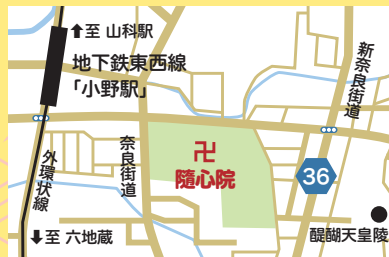 ⬆至 山科駅
地下鉄東西線
「小野駅」
新奈良街道
外環状線
奈良街道
卍
隨心院
36
⬇至 六地蔵
醍醐天皇陵